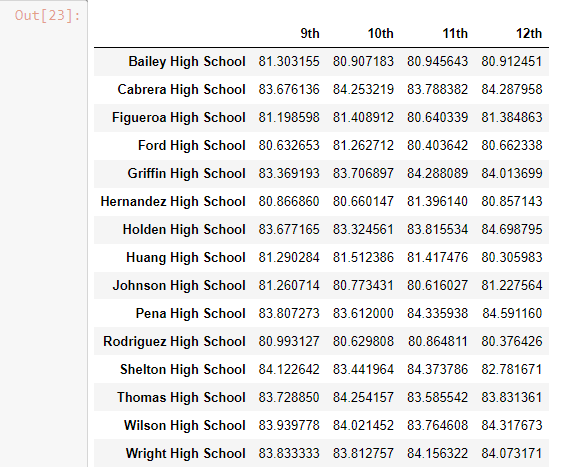 Out[23]:
9th 10th 11th 12th
Bailey High School 81.303155 80.907183 80.945643 80.912451
Cabrera High School 83.676136 84.253219 83.788382 84.287958
Figueroa High School 81.198598 81.408912 80.640339 81.384863
Ford High School 80.632653 81.262712 80.403642 80.662338
Griffin High School 83.369193 83.706897 84.288089 84.013699
Hernandez High School 80.866860 80.660147 81.396140 80.857143
Holden High School 83.677165 83.324561 83.815534 84.698795
Huang High School 81.290284 81.512386 81.417476 80.305983
Johnson High School 81.260714 80.773431 80.616027 81.227564
Pena High School 83.807273 83.612000 84.335938 84.591160
Rodriguez High School 80.993127 80.629808 80.864811 80.376426
Shelton High School 84.122642 83.441964 84.373786 82.781671
Thomas High School 83.728850 84.254157 83.585542 83.831361
Wilson High School 83.939778 84.021452 83.764608 84.317673
Wright High School 83.833333 83.812757 84.156322 84.073171